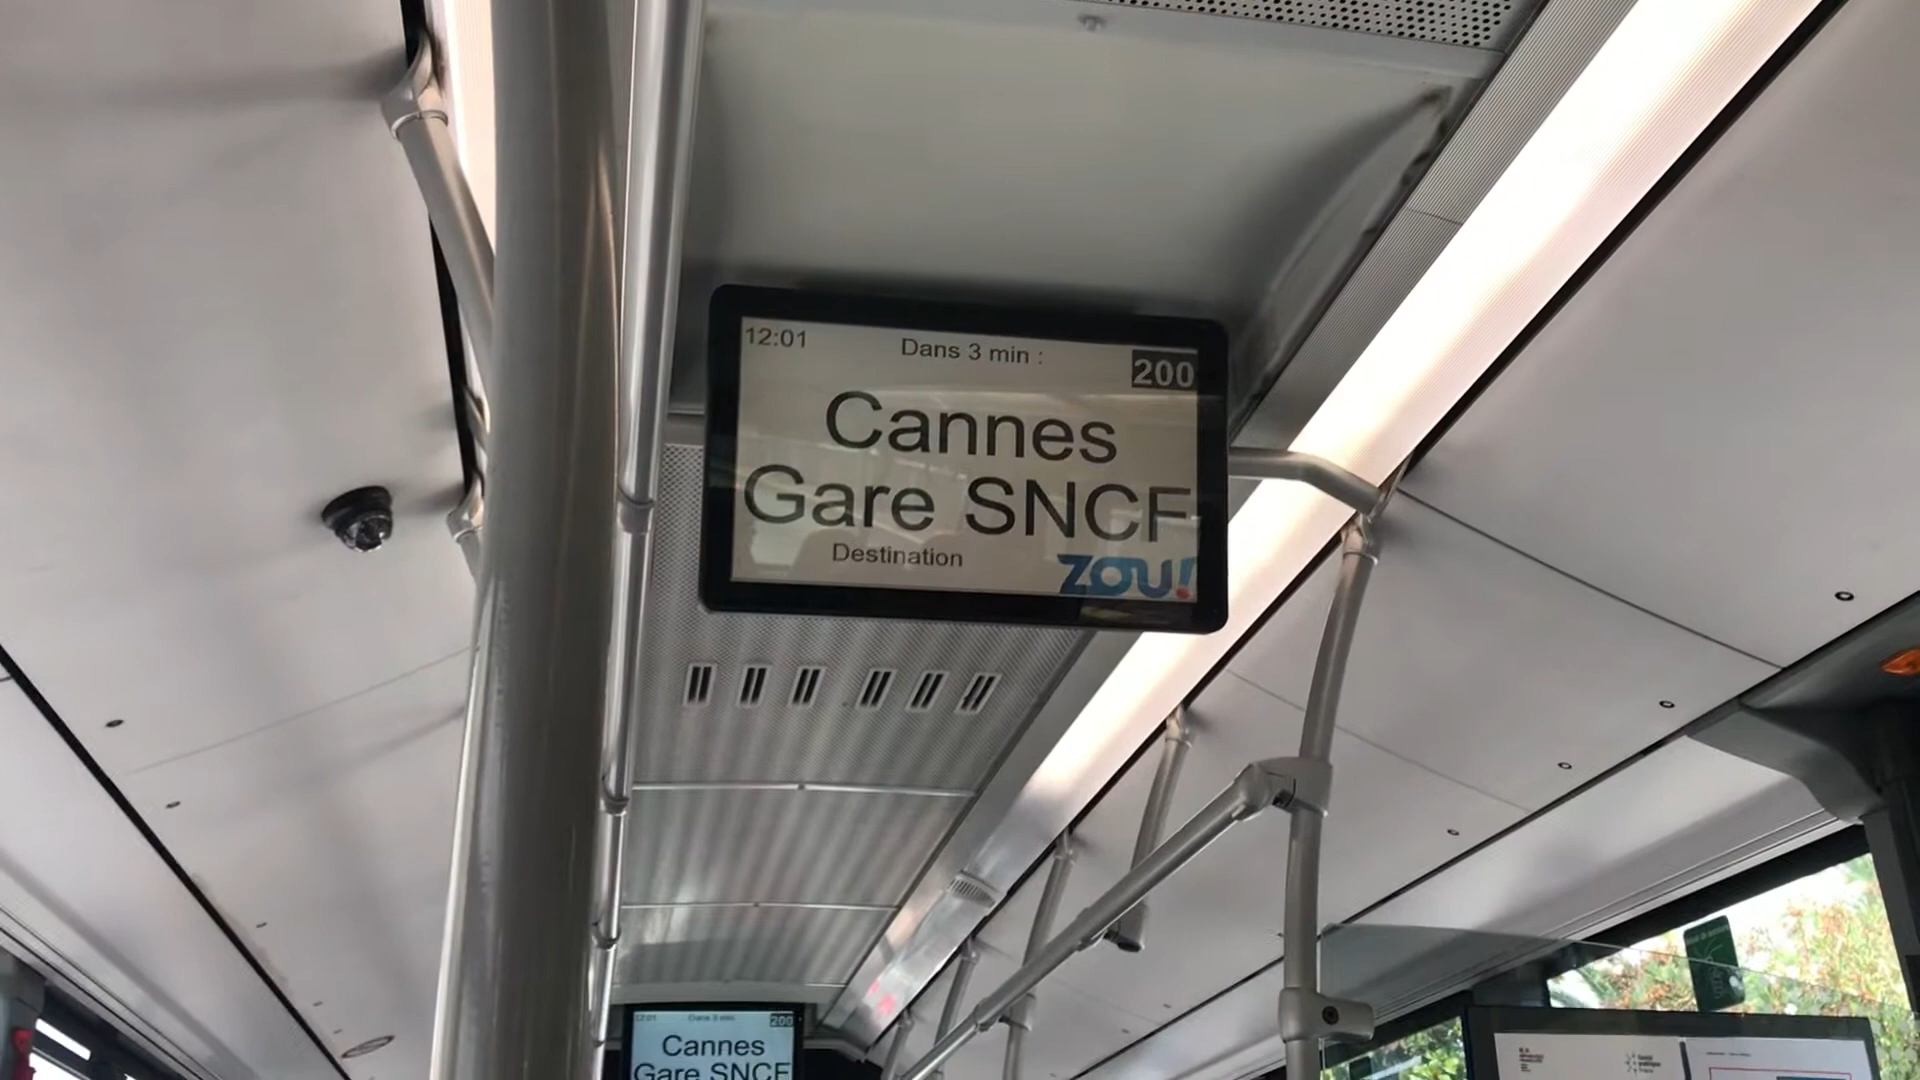 12:01
Dans 3 min :
200
Cannes
Gare SNCF
Destination
ZOU!
12:01
Dans 3 min
200
Cannes
Gare SNCF